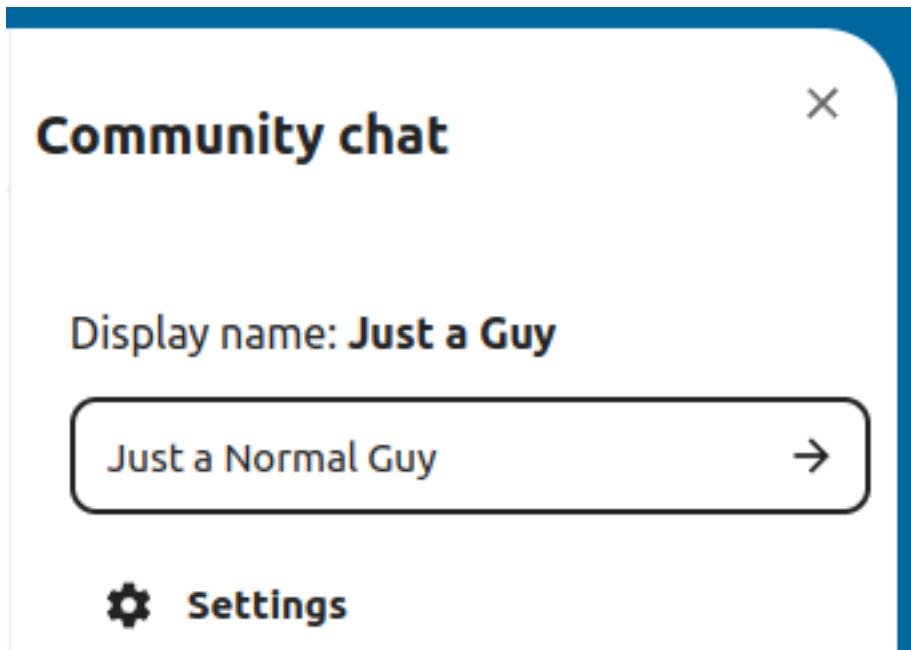 Community chat
Display name: Just a Guy
Just a Normal Guy
Settings